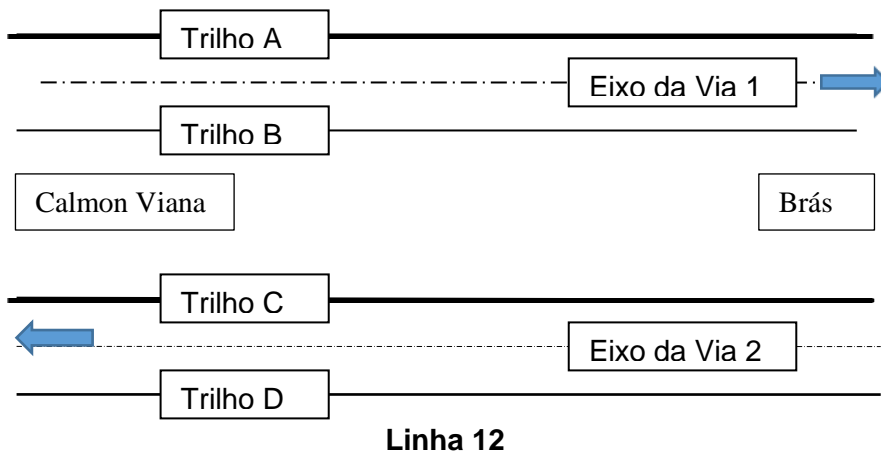 Trilho A
Eixo da Via 1
Trilho B
Calmon Viana
Brás
Trilho C
Eixo da Via 2
Trilho D
Linha 12